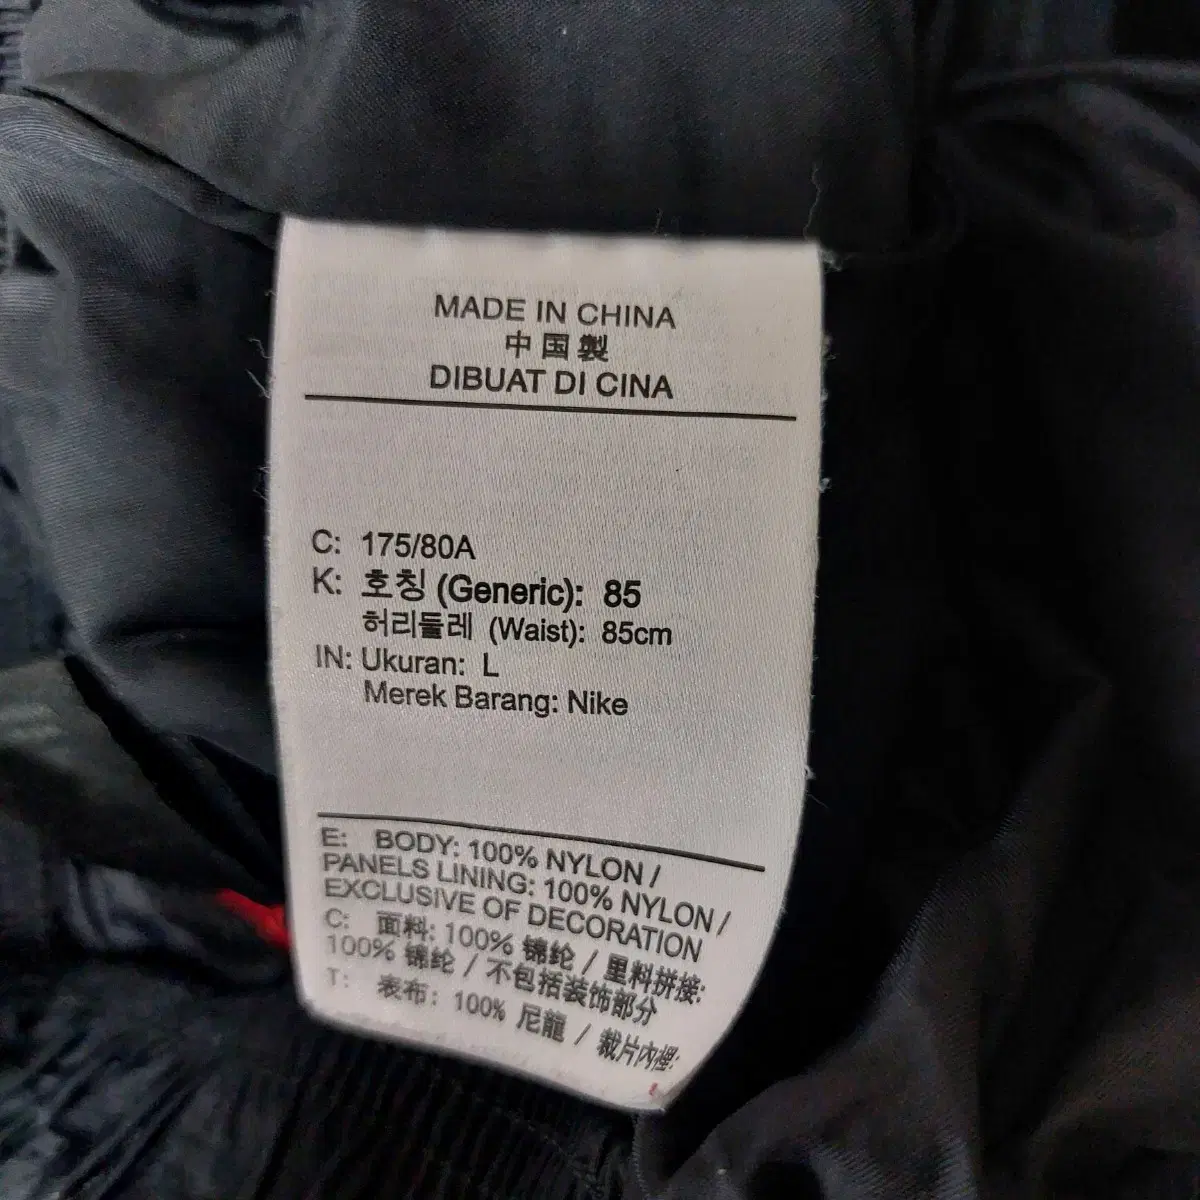 MADE IN CHINA
中国製
DIBUAT DI CINA
C: 175/80A
K: 호칭 (Generic): 85
허리둘레 (Waist): 85cm
IN: Ukuran: L
Merek Barang: Nike
E: BODY: 100% NYLON /
PANELS LINING: 100% NYLON /
EXCLUSIVE OF DECORATION
C: 面料: 100% 锦纶 / 里料拼接:
100% 锦纶 / 不包括装饰部分
T: 表布: 100% 尼龍 / 裁片內裡: